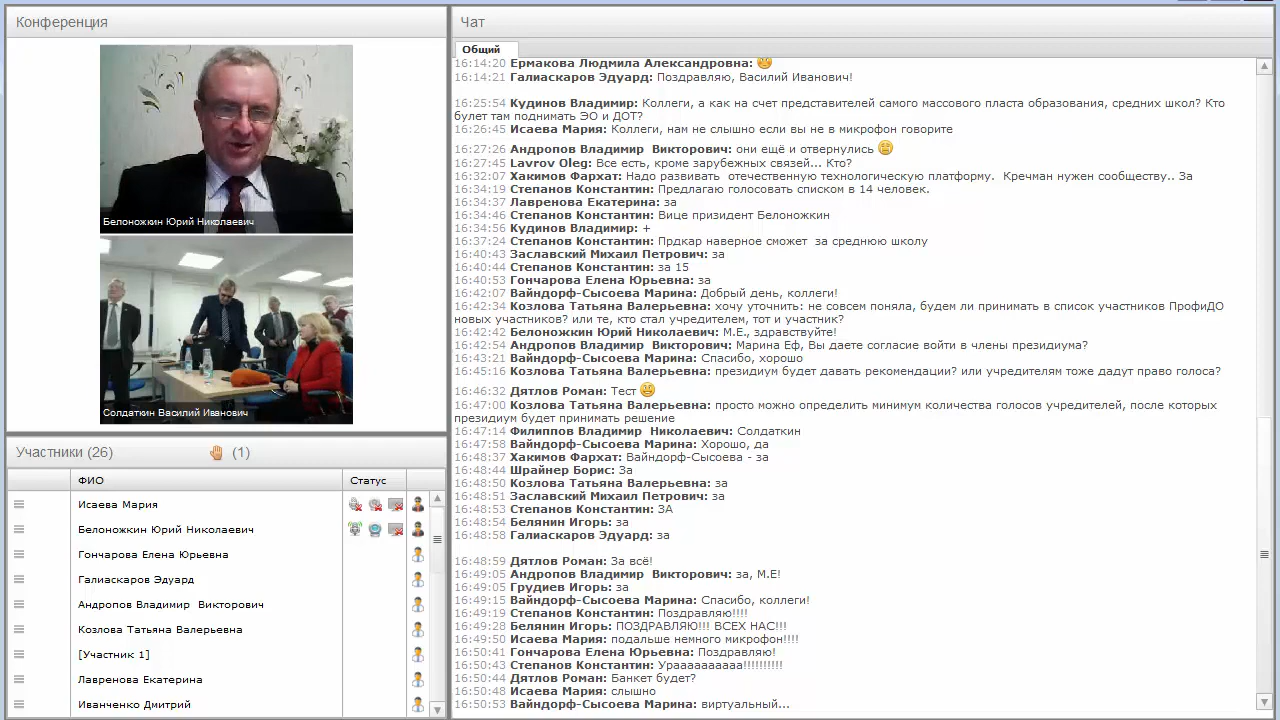 Конференция
Белоножкин Юрий Николаевич
Солдаткин Василий Иванович
Участники (26)
(1)
ФИО
Статус
Исаева Мария
Белоножкин Юрий Николаевич
Гончарова Елена Юрьевна
Галиаскаров Эдуард
Андропов Владимир Викторович
Козлова Татьяна Валерьевна
[Участник 1]
Лавренова Екатерина
Иванченко Дмитрий
Чат
Общий
16:14:20 Ермакова Людмила Александровна:
16:14:21 Галиаскаров Эдуард: Поздравляю, Василий Иванович!
16:25:54 Кудинов Владимир: Коллеги, а как на счет представителей самого массового пласта образования, средних школ? Кто
булет там поднимать ЭО и ДОТ?
16:26:45 Исаева Мария: Коллеги, нам не слышно если вы не в микрофон говорите
16:27:26 Андропов Владимир Викторович: они ещё и отвернулись
16:27:45 Lavrov Oleg: Все есть, кроме зарубежных связей... Кто?
16:32:07 Хакимов Фархат: Надо развивать отечественную технологическую платформу. Кречман нужен сообществу.. За
16:34:19 Степанов Константин: Предлагаю голосовать списком в 14 человек.
16:34:37 Лавренова Екатерина: за
16:34:46 Степанов Константин: Вице призидент Белоножкин
16:34:56 Кудинов Владимир: +
16:37:24 Степанов Константин: Прдкар наверное сможет за среднюю школу
16:40:43 Заславский Михаил Петрович: за
16:40:44 Степанов Константин: за 15
16:40:53 Гончарова Елена Юрьевна: за
16:42:07 Вайндорф-Сысоева Марина: Добрый день, коллеги!
16:42:34 Козлова Татьяна Валерьевна: хочу уточнить: не совсем поняла, будем ли принимать в список участников ПрофиДО
новых участников? или те, кто стал учредителем, тот и участник?
16:42:42 Белоножкин Юрий Николаевич: М.Е., здравствуйте!
16:42:54 Андропов Владимир Викторович: Марина Еф, Вы даете согласие войти в члены президиума?
16:43:21 Вайндорф-Сысоева Марина: Спасибо, хорошо
16:45:16 Козлова Татьяна Валерьевна: президиум будет давать рекомендации? или учредителям тоже дадут право голоса?
16:46:32 Дятлов Роман: Тест
16:47:00 Козлова Татьяна Валерьевна: просто можно определить минимум количества голосов учредителей, после которых
президиум будет принимать решение
16:47:14 Филиппов Владимир Николаевич: Солдаткин
16:47:58 Вайндорф-Сысоева Марина: Хорошо, да
16:48:37 Хакимов Фархат: Вайндорф-Сысоева - за
16:48:44 Шрайнер Борис: За
16:48:50 Козлова Татьяна Валерьевна: за
16:48:51 Заславский Михаил Петрович: за
16:48:53 Степанов Константин: ЗА
16:48:54 Белянин Игорь: за
16:48:58 Галиаскаров Эдуард: за
16:48:59 Дятлов Роман: За всё!
16:49:05 Андропов Владимир Викторович: за, М.Е!
16:49:05 Грудиев Игорь: за
16:49:15 Вайндорф-Сысоева Марина: Спасибо, коллеги!
16:49:19 Степанов Константин: Поздравляю!!!!
16:49:28 Белянин Игорь: ПОЗДРАВЛЯЮ!!! ВСЕХ НАС!!!
16:49:50 Исаева Мария: подальше немного микрофон!!!!
16:50:41 Гончарова Елена Юрьевна: Поздравляю!
16:50:43 Степанов Константин: Ураааааааааа!!!!!!!!!!
16:50:44 Дятлов Роман: Банкет будет?
16:50:48 Исаева Мария: слышно
16:50:53 Вайндорф-Сысоева Марина: виртуальный...